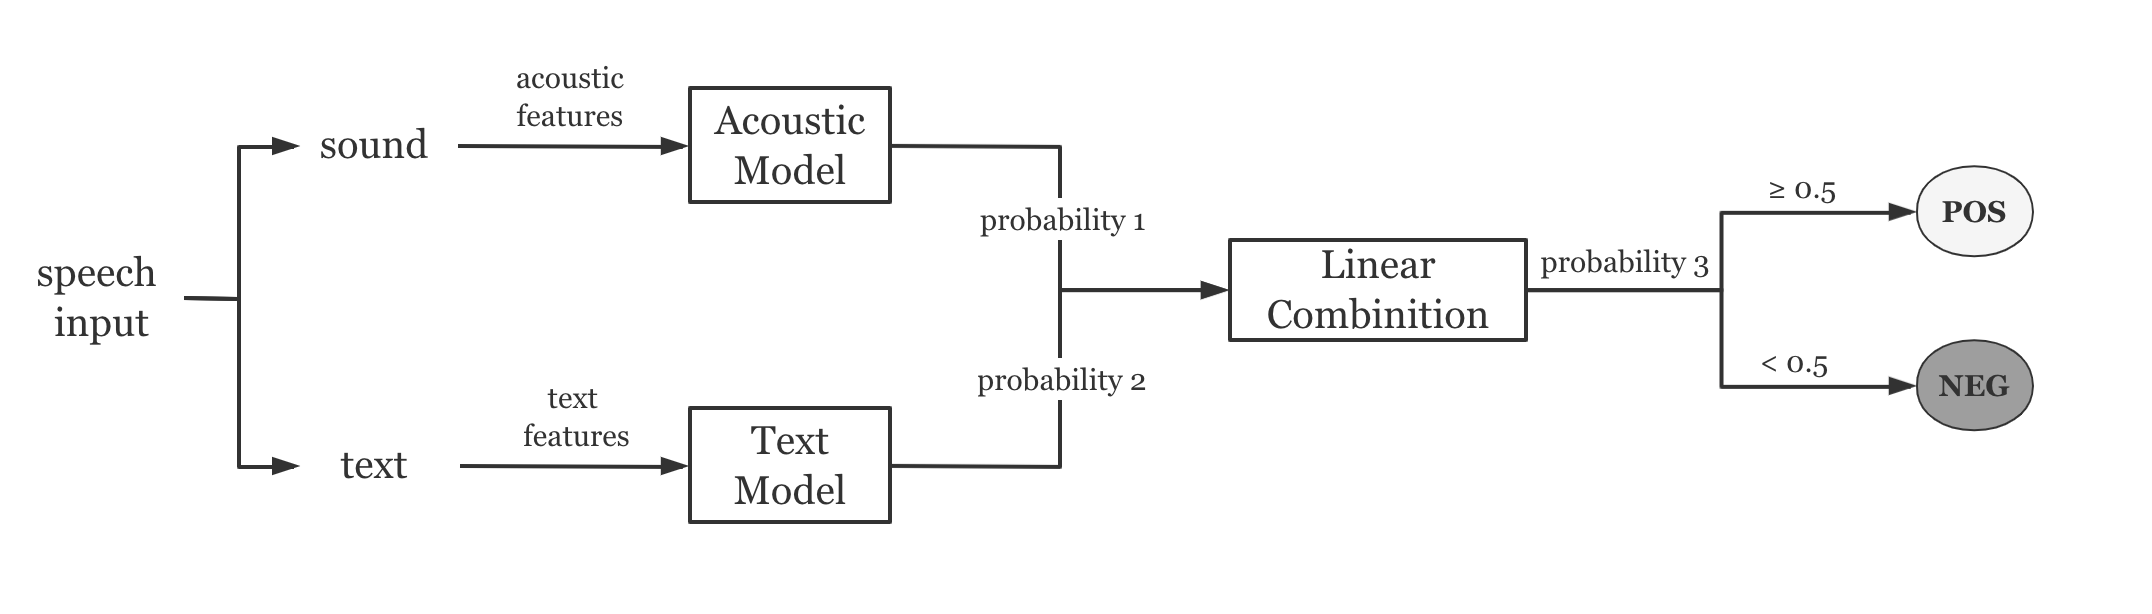 speech
input
sound
text
acoustic
features
text
features
Acoustic
Model
Text
Model
probability 1
probability 2
Linear
Combinition
probability 3
≥ 0.5
< 0.5
POS
NEG